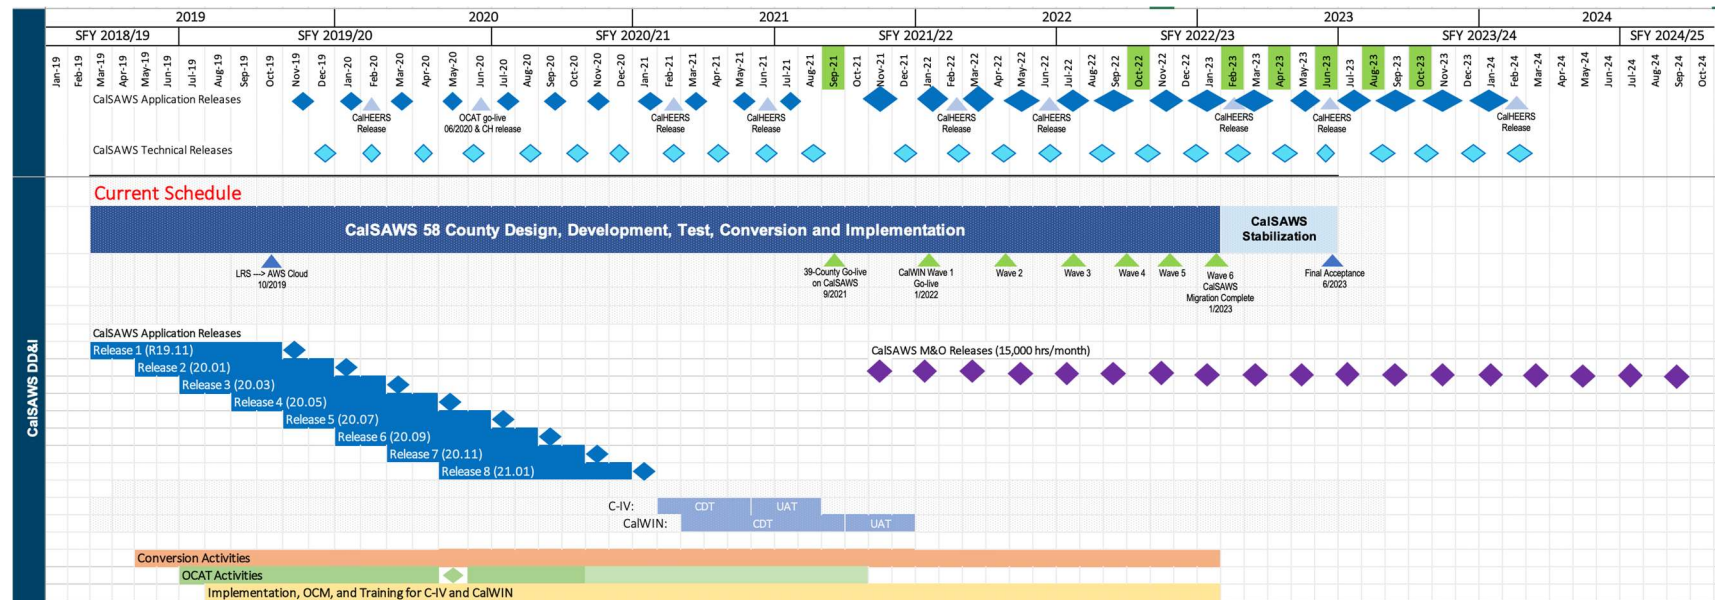 2019 2020 2021 2022 2023 2024
SFY 2018/19 SFY 2019/20 SFY 2020/21 SFY 2021/22 SFY 2022/23 SFY 2023/24 SFY 2024/25
Jan-19 Feb-19 Mar-19 Apr-19 May-19 Jun-19 Jul-19 Aug-19 Sep-19 Oct-19 Nov-19 Dec-19 Jan-20 Feb-20 Mar-20 Apr-20 May-20 Jun-20 Jul-20 Aug-20 Sep-20 Oct-20 Nov-20 Dec-20 Jan-21 Feb-21 Mar-21 Apr-21 May-21 Jun-21 Jul-21 Aug-21 Sep-21 Oct-21 Nov-21 Dec-21 Jan-22 Feb-22 Mar-22 Apr-22 May-22 Jun-22 Jul-22 Aug-22 Sep-22 Oct-22 Nov-22 Dec-22 Jan-23 Feb-23 Mar-23 Apr-23 May-23 Jun-23 Jul-23 Aug-23 Sep-23 Oct-23 Nov-23 Dec-23 Jan-24 Feb-24 Mar-24 Apr-24 May-24 Jun-24 Jul-24 Aug-24 Sep-24 Oct-24
CalSAWS Application Releases
CalHEERS
Release
OCAT go-live
06/2020 & CH release
CalHEERS
Release
CalHEERS
Release
CalHEERS
Release
CalHEERS
Release
CalHEERS
Release
CalHEERS
Release
CalHEERS
Release
CalSAWS Technical Releases
CalSAWS DD&I
Current Schedule
CalSAWS 58 County Design, Development, Test, Conversion and Implementation
CalSAWS
Stabilization
LRS ---> AWS Cloud
10/2019
39-County Go-live
on CalSAWS
9/2021
CalWIN Wave 1
Go-live
1/2022
Wave 2
Wave 3
Wave 4
Wave 5
Wave 6
CalSAWS
Migration Complete
1/2023
Final Acceptance
6/2023
CalSAWS Application Releases
Release 1 (R19.11)
CalSAWS M&O Releases (15,000 hrs/month)
Release 2 (20.01)
Release 3 (20.03)
Release 4 (20.05)
Release 5 (20.07)
Release 6 (20.09)
Release 7 (20.11)
Release 8 (21.01)
C-IV: CDT UAT
CalWIN: CDT UAT
Conversion Activities
OCAT Activities
Implementation, OCM, and Training for C-IV and CalWIN